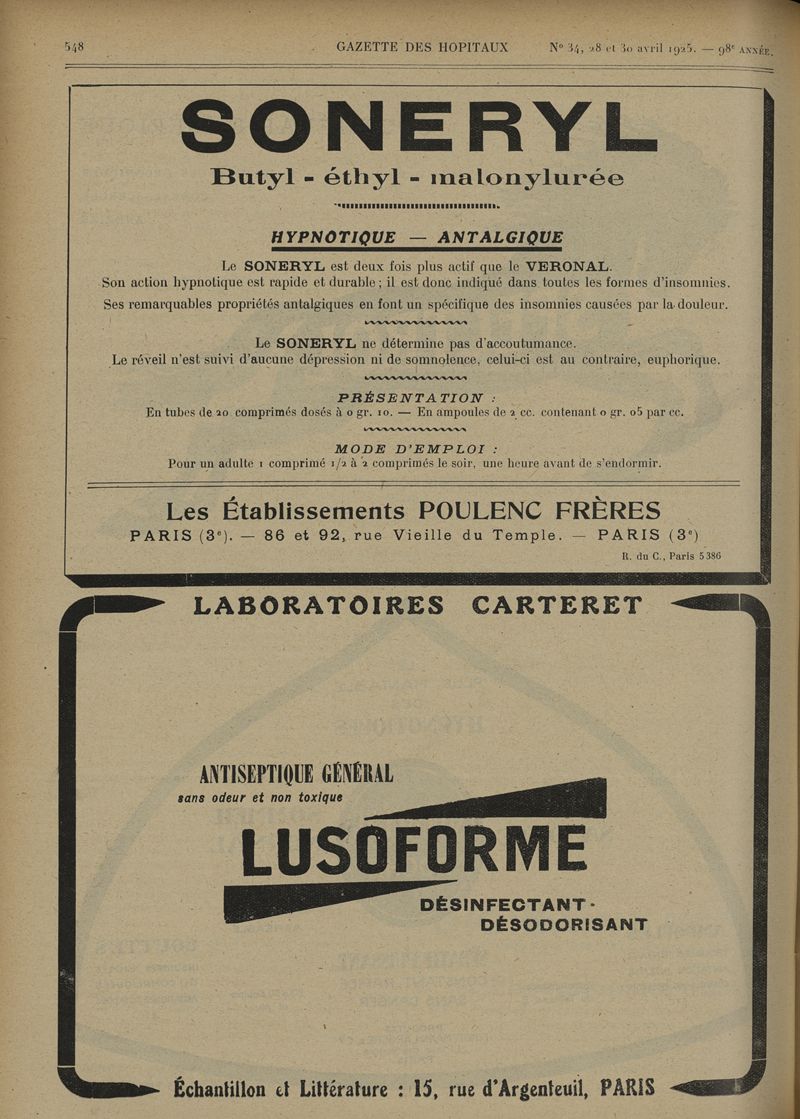 548 GAZETTE DES HOPITAUX N° 34, 28 et 30 avril 1925. — 98e ANNÉE.
SONERYL
Butyl - éthyl - malonylurée
HYPNOTIQUE — ANTALGIQUE
Le SONERYL est deux fois plus actif que le VERONAL.
Son action hypnotique est rapide et durable ; il est donc indiqué dans toutes les formes d'insomnies.
Ses remarquables propriétés antalgiques en font un spécifique des insomnies causées par la douleur.
Le SONERYL ne détermine pas d'accoutumance.
Le réveil n'est suivi d'aucune dépression ni de somnolence, celui-ci est au contraire, euphorique.
PRÉSENTATION :
En tubes de 20 comprimés dosés à 0 gr. 10. — En ampoules de 2 cc. contenant 0 gr. 05 par cc.
MODE D'EMPLOI :
Pour un adulte 1 comprimé 1/2 à 2 comprimés le soir, une heure avant de s'endormir.
Les Établissements POULENC FRÈRES
PARIS (3e). — 86 et 92, rue Vieille du Temple. — PARIS (3e)
R. du C., Paris 5386
LABORATOIRES CARTERET
ANTISEPTIQUE GÉNÉRAL
sans odeur et non toxique
LUSOFORME
DÉSINFECTANT-
DÉSODORISANT
Échantillon et Littérature : 15, rue d'Argenteuil, PARIS